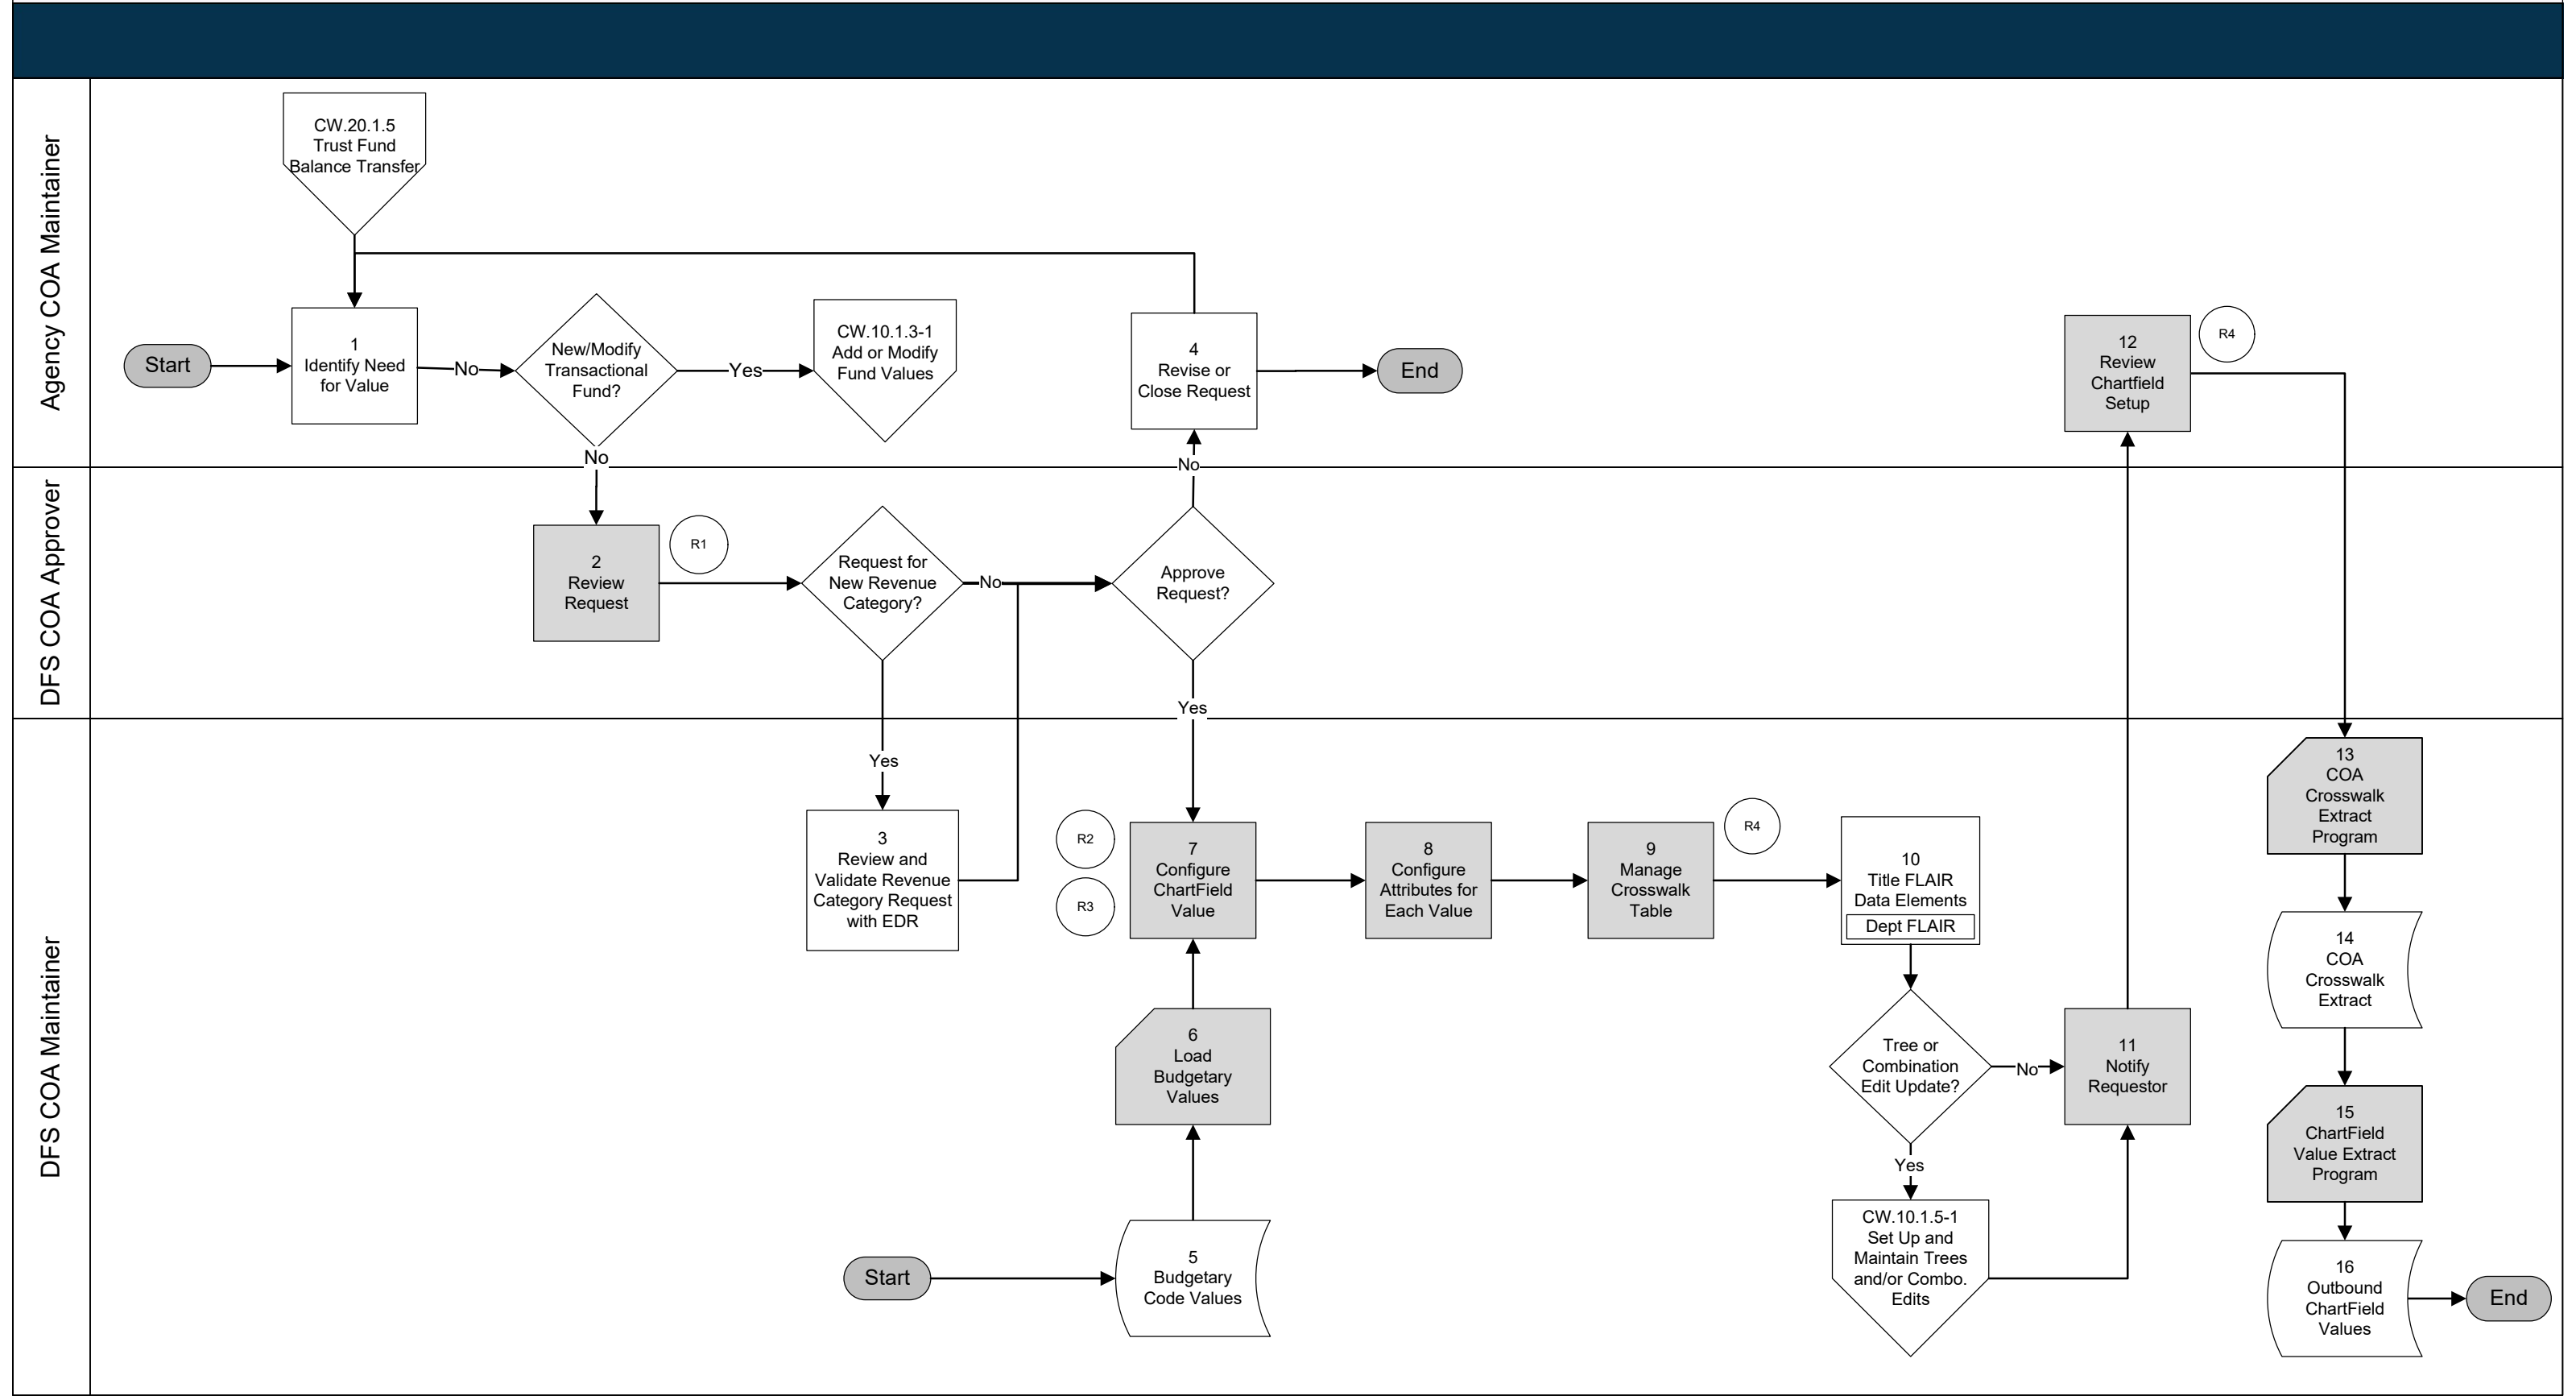 Agency COA Maintainer
CW.20.1.5
Trust Fund
Balance Transfer
Start
1
Identify Need
for Value
No
New/Modify
Transactional
Fund?
Yes
CW.10.1.3-1
Add or Modify
Fund Values
4
Revise or
Close Request
End
12
Review
Chartfield
Setup
R4
No
No
DFS COA Approver
2
Review
Request
R1
Request for
New Revenue
Category?
No
Approve
Request?
Yes
Yes
DFS COA Maintainer
3
Review and
Validate Revenue
Category Request
with EDR
R2
R3
7
Configure
ChartField
Value
8
Configure
Attributes for
Each Value
9
Manage
Crosswalk
Table
R4
10
Title FLAIR
Data Elements
Dept FLAIR
13
COA
Crosswalk
Extract
Program
14
COA
Crosswalk
Extract
6
Load
Budgetary
Values
Tree or
Combination
Edit Update?
No
11
Notify
Requestor
15
ChartField
Value Extract
Program
Yes
Start
5
Budgetary
Code Values
CW.10.1.5-1
Set Up and
Maintain Trees
and/or Combo.
Edits
16
Outbound
ChartField
Values
End